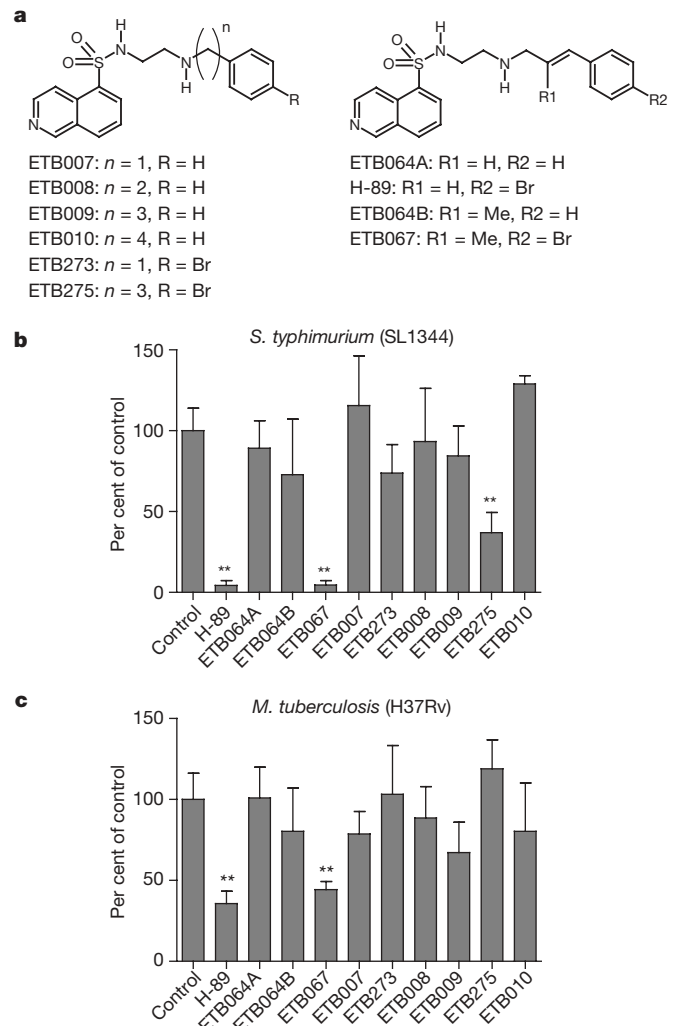 a
H
O
N
n
O
S
N
H
R
N
ETB007: n = 1, R = H
ETB008: n = 2, R = H
ETB009: n = 3, R = H
ETB010: n = 4, R = H
ETB273: n = 1, R = Br
ETB275: n = 3, R = Br
H
O
N
O
S
N
H
R1
R2
N
ETB064A: R1 = H, R2 = H
H-89: R1 = H, R2 = Br
ETB064B: R1 = Me, R2 = H
ETB067: R1 = Me, R2 = Br
b
S. typhimurium (SL1344)
Per cent of control
150
100
50
0
**
**
**
Control
H-89
ETB064A
ETB064B
ETB067
ETB007
ETB273
ETB008
ETB009
ETB275
ETB010
c
M. tuberculosis (H37Rv)
Per cent of control
150
100
50
0
**
**
Control
H-89
ETB064A
ETB064B
ETB067
ETB007
ETB273
ETB008
ETB009
ETB275
ETB010